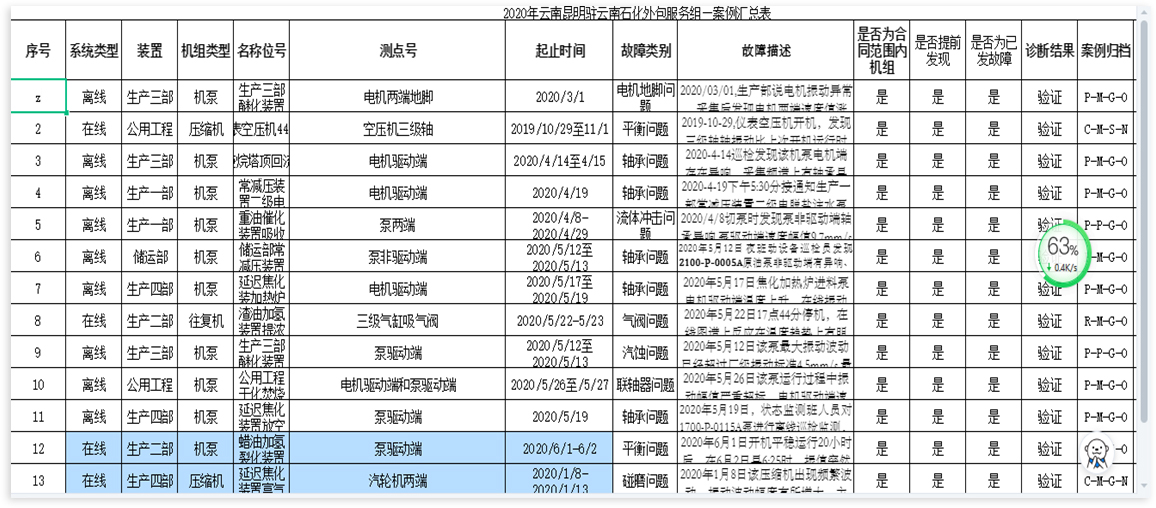 2020年云南昆明驻云南石化外包服务组一案例汇总表
序号 系统类型 装置 机组类型 名称位号 测点号 起止时间 故障类别 故障描述 是否为合同范围内机组 是否提前发现 是否为已发故障 诊断结果 案例归档
z 离线 生产三部 机泵 生产三部 电机两端地脚 2020/3/1 电机地脚问题 2020/03/01,生产部说电机振动异常 是 是 是 验证 P-M-G-O
2 在线 公用工程 压缩机 表空压机44 空压机三级轴 2019/10/29至11/1 平衡问题 2019-10-29,仪表空压机开机，发现 是 是 是 验证 C-M-S-N
3 离线 生产三部 机泵 烷塔顶回流 电机驱动端 2020/4/14至4/15 轴承问题 2020-4-14巡检发现该机泵电机端 是 是 是 验证 P-M-G-O
4 离线 生产一部 机泵 常减压装 电机驱动端 2020/4/19 轴承问题 2020-4-19下午5:30分接通知生产一 是 是 是 验证 P-M-G-O
5 离线 生产一部 机泵 重油催化装置吸收 泵两端 2020/4/8-2020/4/29 流体冲击问题 2020/4/8切泵时发现泵非驱动端轴 是 是 是 验证 P-P-G-O
6 离线 储运部 机泵 储运部常减压装置 泵非驱动端 2020/5/12至2020/5/13 轴承问题 2020年5月12日 夜班动设备巡检员发现2100-P-0005A原油泵非驱动端有异响、 是 是 是 -M-G-O
7 离线 生产四部 机泵 延迟焦化装加热炉 电机驱动端 2020/5/17至2020/5/19 轴承问题 2020年5月17日焦化加热炉进料泵 是 是 是 验证 P-M-G-O
8 在线 生产二部 往复机 渣油加氢装置提浓 三级气缸吸气阀 2020/5/22-5/23 气阀问题 2020年5月22日17点44分停机，在 是 是 是 验证 R-M-G-O
9 离线 生产三部 机泵 生产三部 泵驱动端 2020/5/12至2020/5/13 汽蚀问题 2020年5月12日该泵最大振动波动 是 是 是 验证 P-P-G-O
10 离线 公用工程 机泵 公用工程 电机驱动端和泵驱动端 2020/5/26至/5/27 联轴器问题 2020年5月26日该泵运行过程中振 是 是 是 验证 P-M-G-O
11 离线 生产四部 机泵 延迟焦化装置放空 泵驱动端 2020/5/19 轴承问题 2020年5月19日，状态监测班人员对1700-P-0115A泵进行离线巡检监测， 是 是 是 验证 P-M-G-O
12 在线 生产二部 机泵 蜡油加氢裂化装置 泵驱动端 2020/6/1-6/2 平衡问题 2020年6月1日开机平稳运行20小时 是 是 是 验证 -O
13 在线 生产四部 压缩机 延迟焦化装置富气 汽轮机两端 2020/1/8-2020/1/13 碰磨问题 2020年1月8日该压缩机出现频繁波 是 是 是 验证 C-M-G-N
63%
↓ 0.4K/s